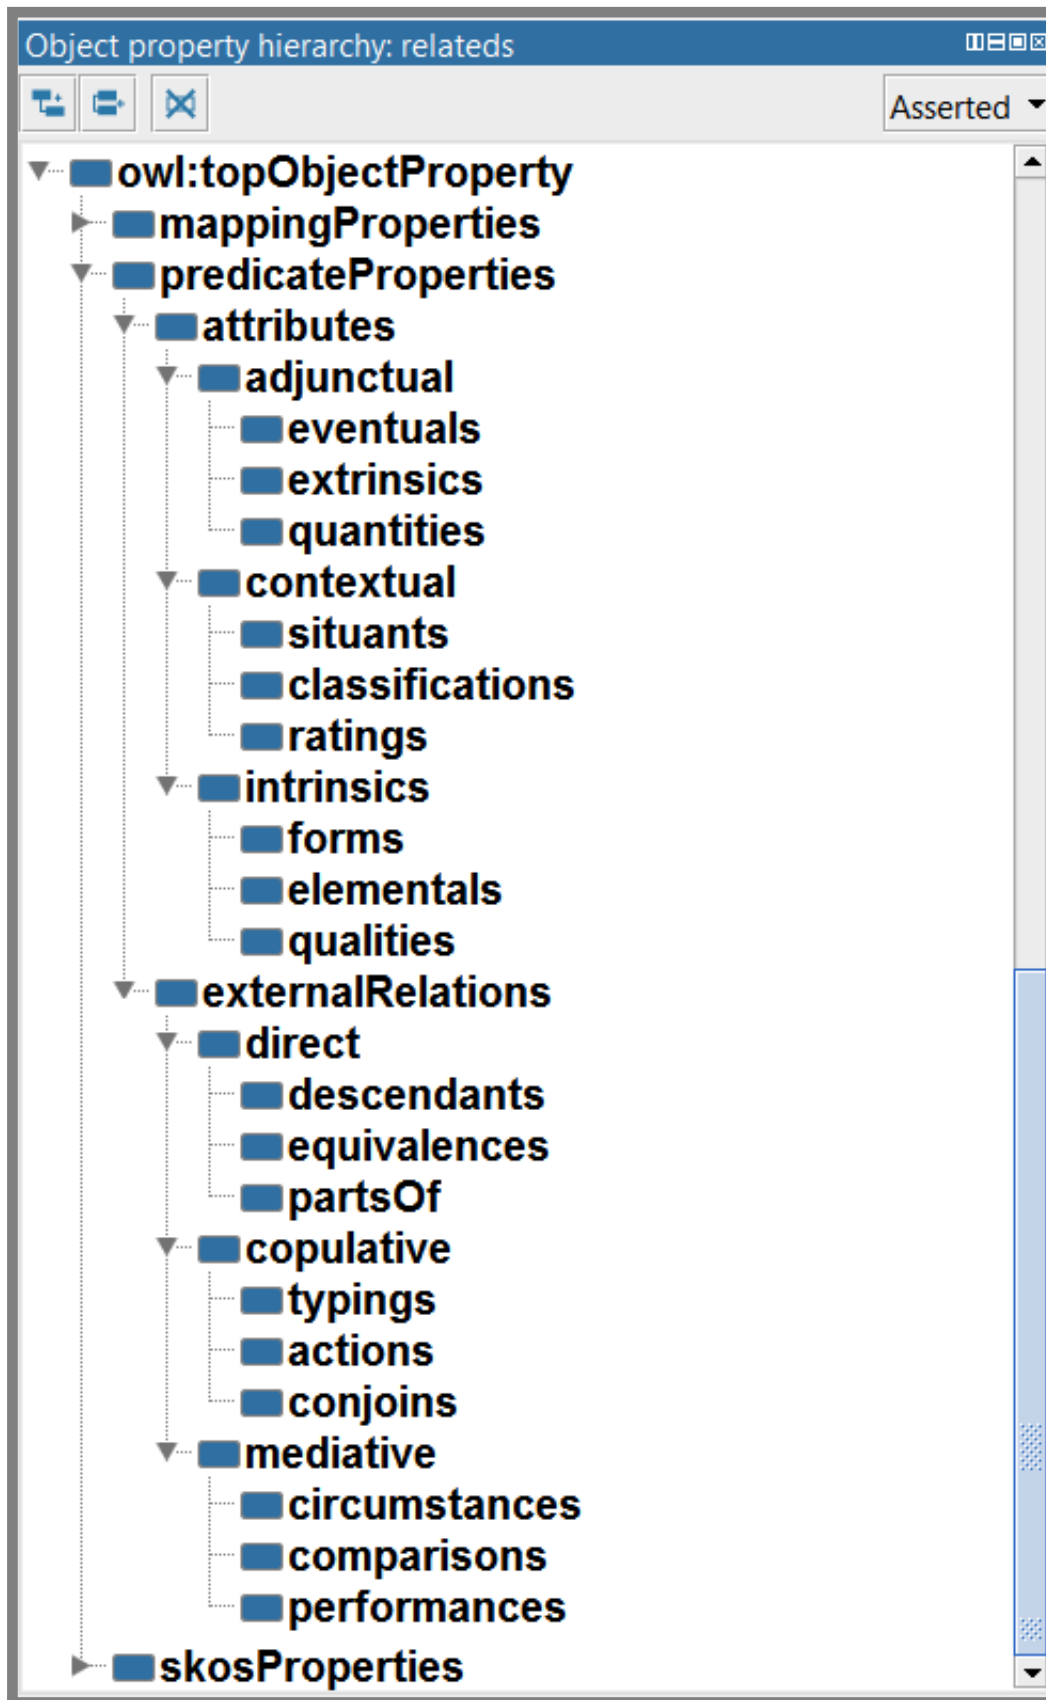 Object property hierarchy: relateds
Asserted
owl:topObjectProperty
mappingProperties
predicateProperties
attributes
adjunctual
eventuals
extrinsics
quantities
contextual
situants
classifications
ratings
intrinsics
forms
elementals
qualities
externalRelations
direct
descendants
equivalences
partsOf
copulative
typings
actions
conjoins
mediative
circumstances
comparisons
performances
skosProperties